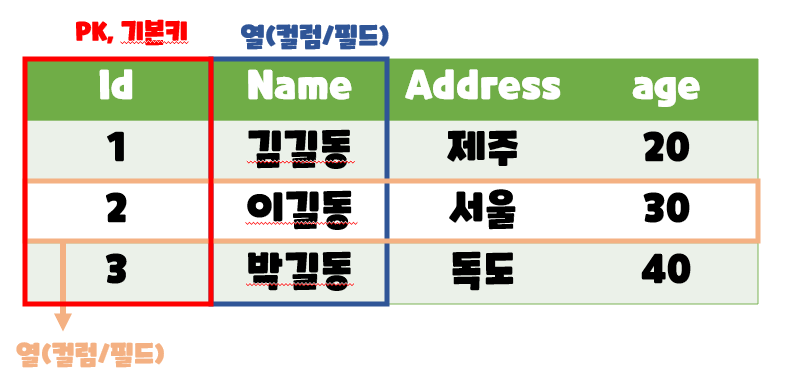 PK, 기본키
열(컬럼/필드)
Id Name Address age
1 김길동 제주 20
2 이길동 서울 30
3 박길동 독도 40
열(컬럼/필드)